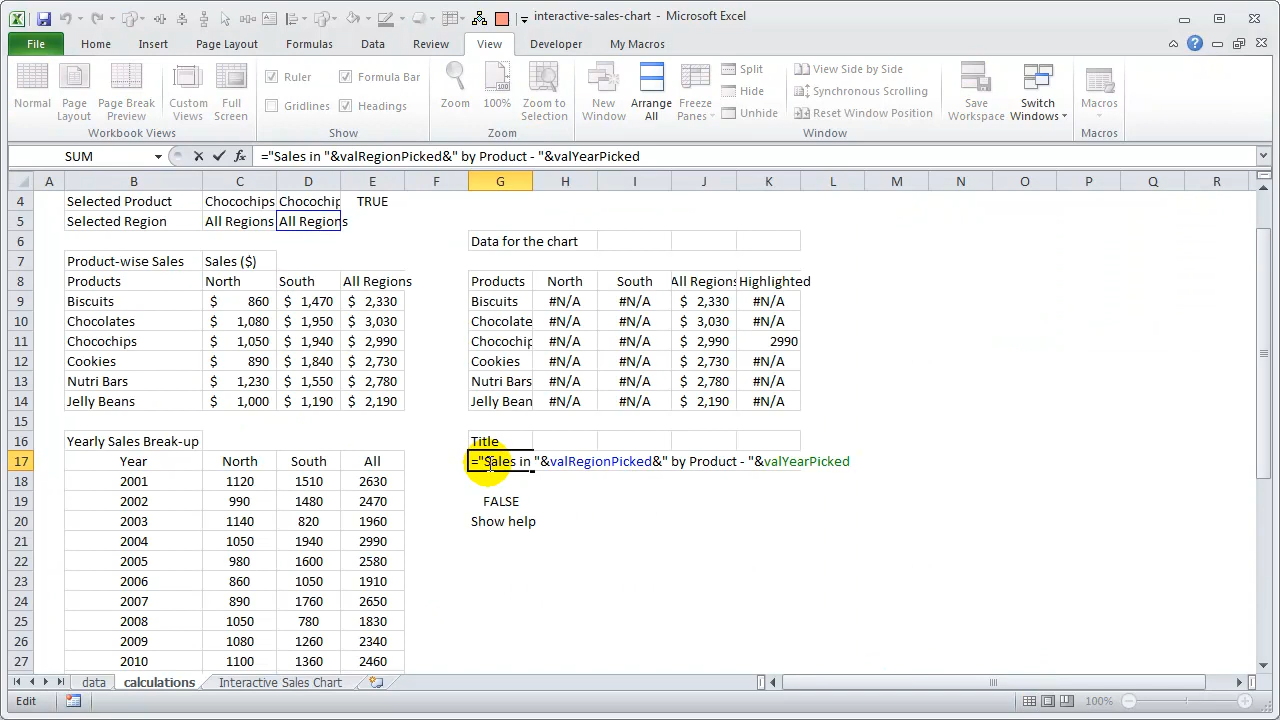 interactive-sales-chart - Microsoft Excel
File Home Insert Page Layout Formulas Data Review View Developer My Macros
Normal Page Layout Page Break Preview Custom Views Full Screen
Workbook Views
Ruler Formula Bar
Gridlines Headings
Show
Zoom 100% Zoom to Selection
Zoom
New Window Arrange All Freeze Panes
Split View Side by Side
Hide Synchronous Scrolling
Unhide Reset Window Position
Save Workspace Switch Windows
Window
Macros
Macros
SUM fx ="Sales in "&valRegionPicked&" by Product - "&valYearPicked
A B C D E F G H I J K L M N O P Q R
4 Selected Product Chocochips Chocochip TRUE
5 Selected Region All Regions All Regions
6 Data for the chart
7 Product-wise Sales Sales ($)
8 Products North South All Regions Products North South All Regions Highlighted
9 Biscuits $ 860 $ 1,470 $ 2,330 Biscuits #N/A #N/A $ 2,330 #N/A
10 Chocolates $ 1,080 $ 1,950 $ 3,030 Chocolate #N/A #N/A $ 3,030 #N/A
11 Chocochips $ 1,050 $ 1,940 $ 2,990 Chocochip #N/A #N/A $ 2,990 2990
12 Cookies $ 890 $ 1,840 $ 2,730 Cookies #N/A #N/A $ 2,730 #N/A
13 Nutri Bars $ 1,230 $ 1,550 $ 2,780 Nutri Bars #N/A #N/A $ 2,780 #N/A
14 Jelly Beans $ 1,000 $ 1,190 $ 2,190 Jelly Bean #N/A #N/A $ 2,190 #N/A
15
16 Yearly Sales Break-up Title
17 Year North South All ="Sales in "&valRegionPicked&" by Product - "&valYearPicked
18 2001 1120 1510 2630
19 2002 990 1480 2470 FALSE
20 2003 1140 820 1960 Show help
21 2004 1050 1940 2990
22 2005 980 1600 2580
23 2006 860 1050 1910
24 2007 890 1760 2650
25 2008 1050 780 1830
26 2009 1080 1260 2340
27 2010 1100 1360 2460
data calculations Interactive Sales Chart
Edit 100%